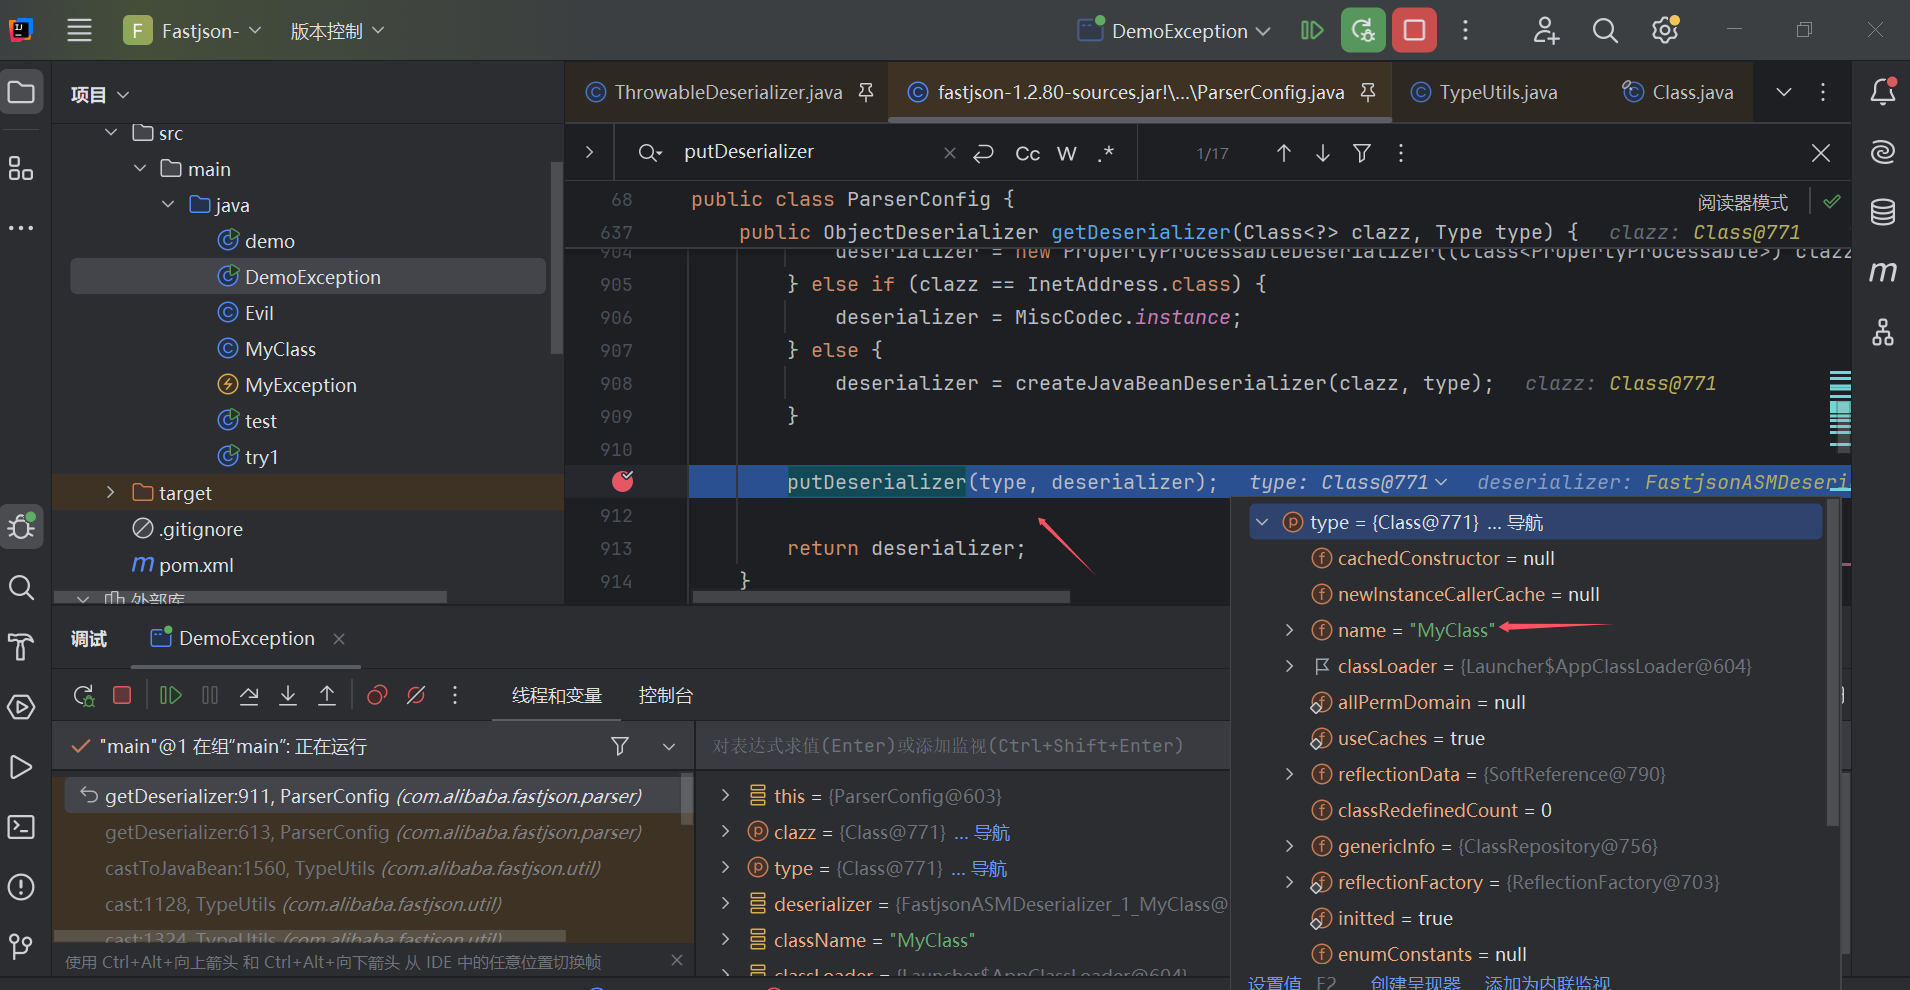 F Fastjson- 版本控制 DemoException
项目
src
main
java
demo
DemoException
Evil
MyClass
MyException
test
try1
target
.gitignore
pom.xml
外部库
ThrowableDeserializer.java fastjson-1.2.80-sources.jar!\...\ParserConfig.java TypeUtils.java Class.java
putDeserializer Cc W .* 1/17
68 public class ParserConfig { 阅读器模式
637 public ObjectDeserializer getDeserializer(Class<?> clazz, Type type) { clazz: Class@771
904 deserializer = new PropertyProcessableDeserializer((Class<PropertyProcessable>) clazz
905 } else if (clazz == InetAddress.class) {
906 deserializer = MiscCodec.instance;
907 } else {
908 deserializer = createJavaBeanDeserializer(clazz, type); clazz: Class@771
909 }
910
putDeserializer(type, deserializer); type: Class@771 deserializer: FastjsonASMDeseri
912
913 return deserializer;
914 }
type = {Class@771} ... 导航
cachedConstructor = null
newInstanceCallerCache = null
name = "MyClass"
classLoader = {Launcher$AppClassLoader@604}
allPermDomain = null
useCaches = true
reflectionData = {SoftReference@790}
classRedefinedCount = 0
genericInfo = {ClassRepository@756}
reflectionFactory = {ReflectionFactory@703}
initted = true
enumConstants = null
设置值 F2 创建呈现器 添加为内联监视
调试 DemoException
线程和变量 控制台
"main"@1 在组“main”: 正在运行
getDeserializer:911, ParserConfig (com.alibaba.fastjson.parser)
getDeserializer:613, ParserConfig (com.alibaba.fastjson.parser)
castToJavaBean:1560, TypeUtils (com.alibaba.fastjson.util)
cast:1128, TypeUtils (com.alibaba.fastjson.util)
cast:1324, TypeUtils (com.alibaba.fastjson.util)
使用 Ctrl+Alt+向上箭头 和 Ctrl+Alt+向下箭头 从 IDE 中的任意位置切换帧
对表达式求值(Enter)或添加监视(Ctrl+Shift+Enter)
this = {ParserConfig@603}
clazz = {Class@771} ... 导航
type = {Class@771} ... 导航
deserializer = {FastjsonASMDeserializer_1_MyClass@
className = "MyClass"
classLoader = {Launcher$AppClassLoader@604}